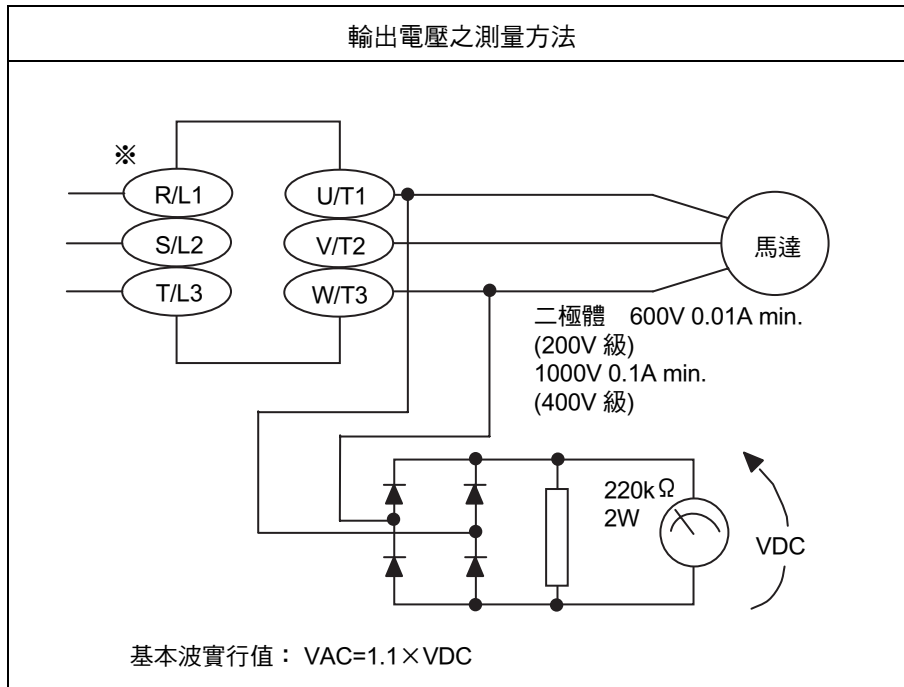 輸出電壓之測量方法
※
R/L1
U/T1
S/L2
V/T2
馬達
T/L3
W/T3
二極體 600V 0.01A min.
(200V 級)
1000V 0.1A min.
(400V 級)
220kΩ
2W
VDC
基本波實行值： VAC=1.1×VDC